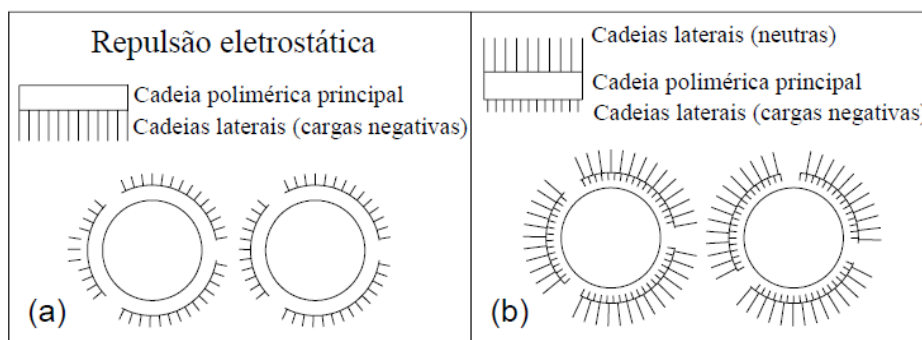 Repulsão eletrostática
Cadeia polimérica principal
Cadeias laterais (cargas negativas)
(a)
Cadeias laterais (neutras)
Cadeia polimérica principal
Cadeias laterais (cargas negativas)
(b)